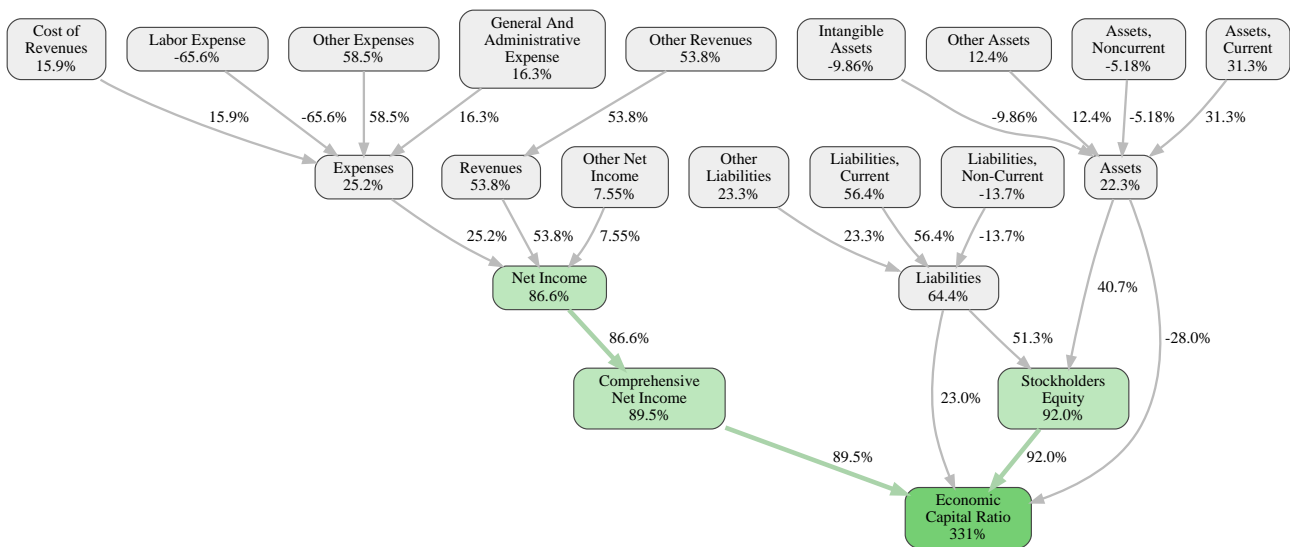 Cost of
Revenues
15.9%
Labor Expense
-65.6%
Other Expenses
58.5%
General And
Administrative
Expense
16.3%
Other Revenues
53.8%
Intangible
Assets
-9.86%
Other Assets
12.4%
Assets,
Noncurrent
-5.18%
Assets,
Current
31.3%
15.9%
-65.6%
58.5%
16.3%
53.8%
-9.86%
12.4%
-5.18%
31.3%
Expenses
25.2%
Revenues
53.8%
Other Net
Income
7.55%
Other
Liabilities
23.3%
Liabilities,
Current
56.4%
Liabilities,
Non-Current
-13.7%
Assets
22.3%
25.2%
53.8%
7.55%
23.3%
56.4%
-13.7%
Net Income
86.6%
Liabilities
64.4%
40.7%
86.6%
51.3%
-28.0%
Comprehensive
Net Income
89.5%
Stockholders
Equity
92.0%
23.0%
89.5%
92.0%
Economic
Capital Ratio
331%